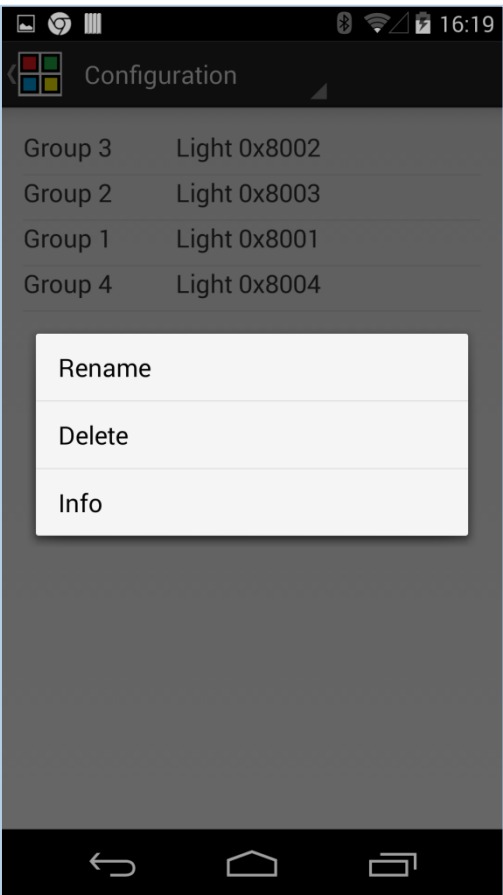 16:19
Configuration
Group 3 Light 0x8002
Group 2 Light 0x8003
Group 1 Light 0x8001
Group 4 Light 0x8004
Rename
Delete
Info